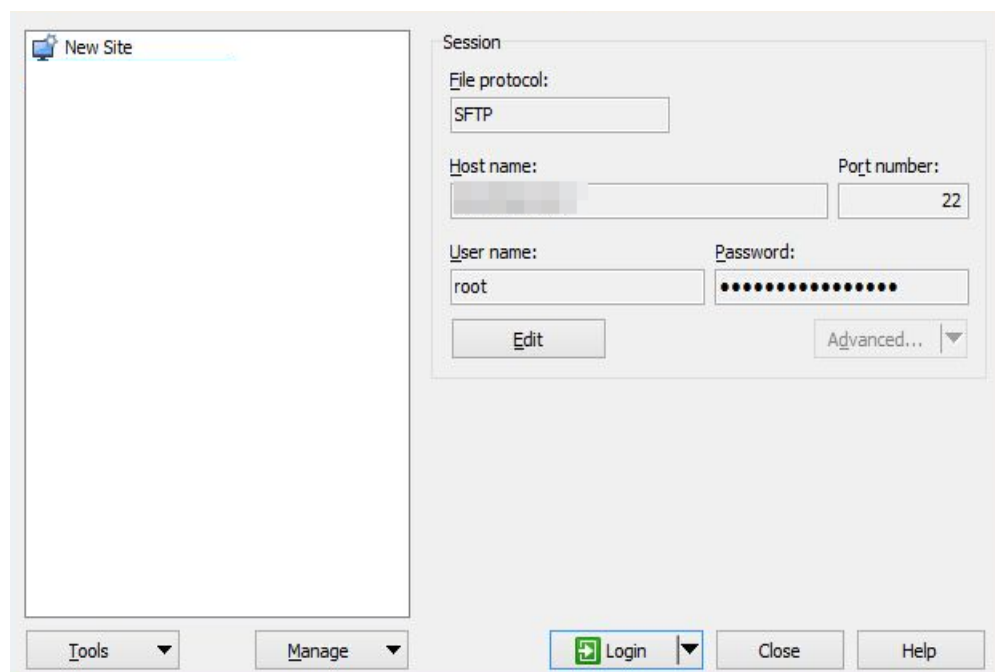 New Site
Session
File protocol:
SFTP
Host name:
Port number:
22
User name:
Password:
root
••••••••••••••••
Edit
Advanced...
Tools
Manage
Login
Close
Help